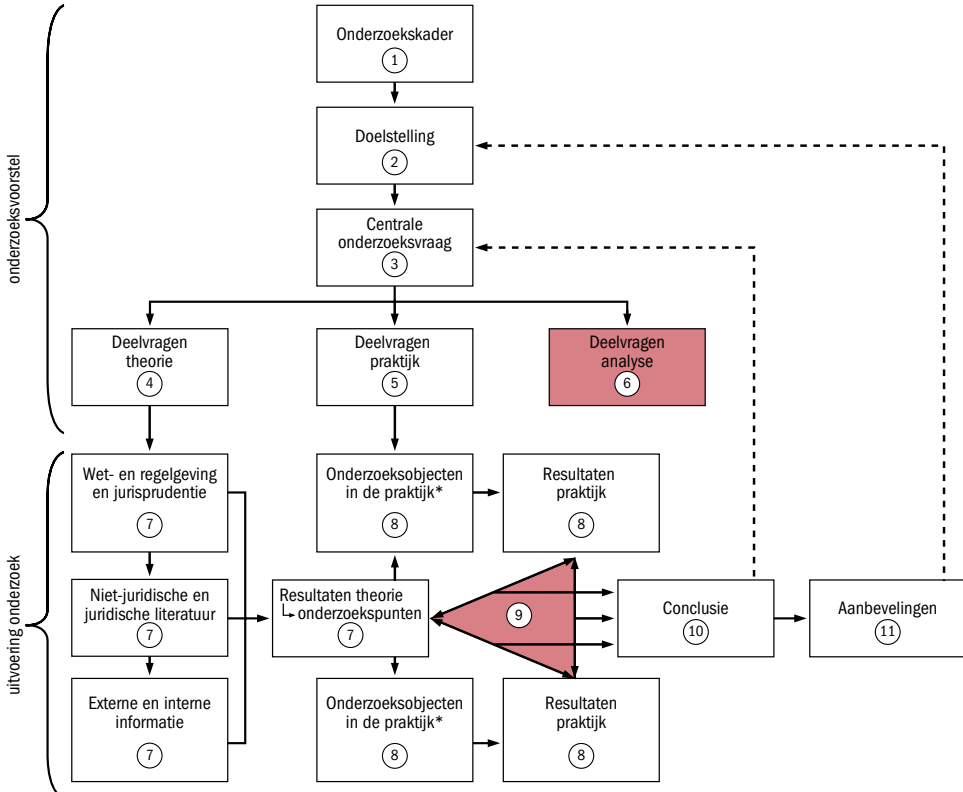 onderzoeksvoorstel
Onderzoekskader
1
Doelstelling
2
Centrale
onderzoeksvraag
3
Deelvragen
theorie
4
Deelvragen
praktijk
5
Deelvragen
analyse
6
uitvoering onderzoek
Wet- en regelgeving
en jurisprudentie
7
Onderzoeksobjecten
in de praktijk*
8
Resultaten
praktijk
8
Niet-juridische en
juridische literatuur
7
Resultaten theorie
onderzoekspunten
7
9
Conclusie
10
Aanbevelingen
11
Externe en interne
informatie
7
Onderzoeksobjecten
in de praktijk*
8
Resultaten
praktijk
8